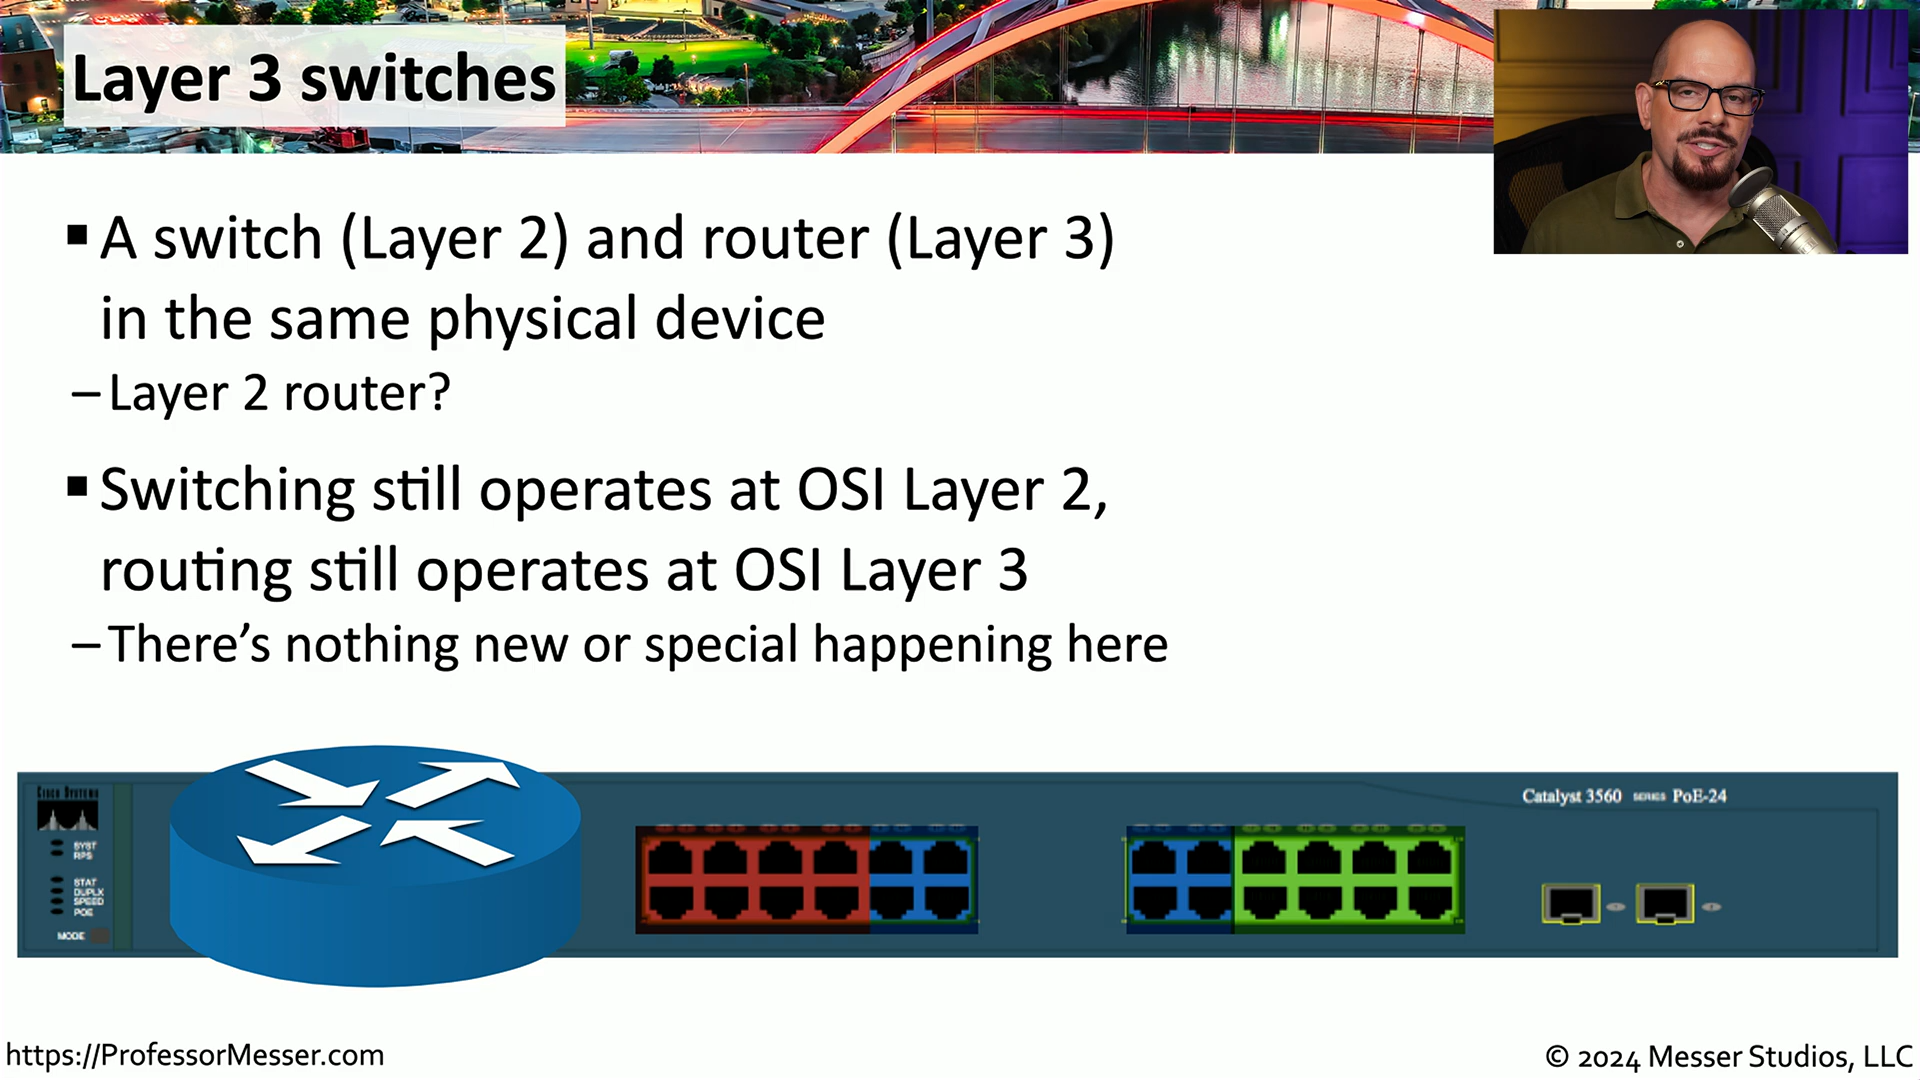 Layer 3 switches
▪ A switch (Layer 2) and router (Layer 3)
in the same physical device
– Layer 2 router?
▪ Switching still operates at OSI Layer 2,
routing still operates at OSI Layer 3
– There’s nothing new or special happening here
Cisco Systems
Catalyst 3560 SERIES PoE-24
SYST
RPS
STAT
DUPLX
SPEED
POE
MODE
https://ProfessorMesser.com
© 2024 Messer Studios, LLC